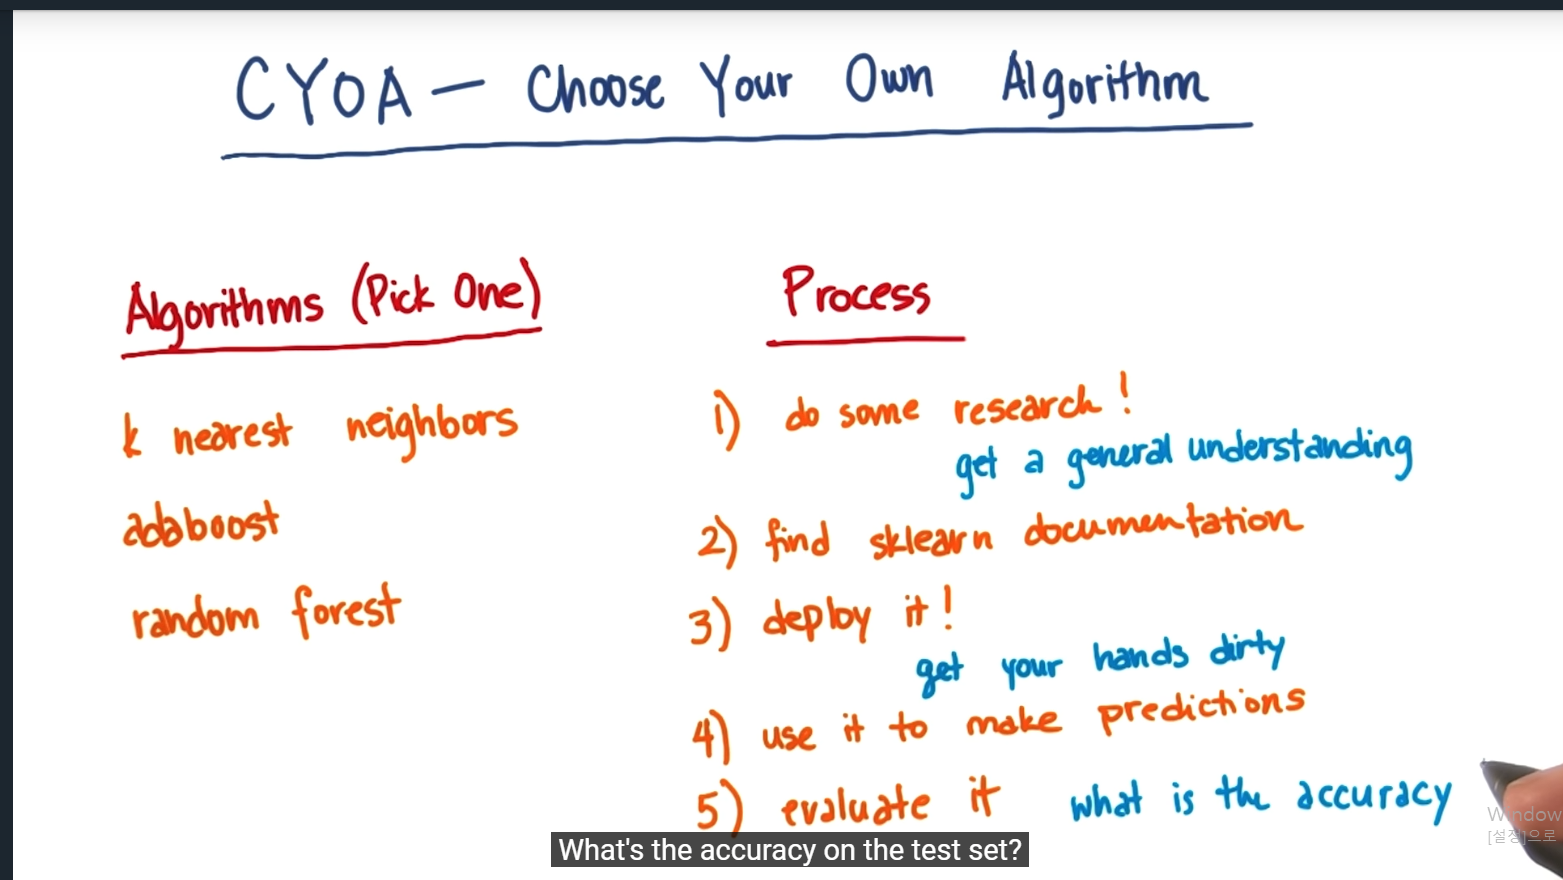 CYOA – Choose Your Own Algorithm
Algorithms (Pick One)
k nearest neighbors
adaboost
random forest
Process
1) do some research!
get a general understanding
2) find sklearn documentation
3) deploy it!
get your hands dirty
4) use it to make predictions
5) evaluate it what is the accuracy
What's the accuracy on the test set?
Window
[설정]으로